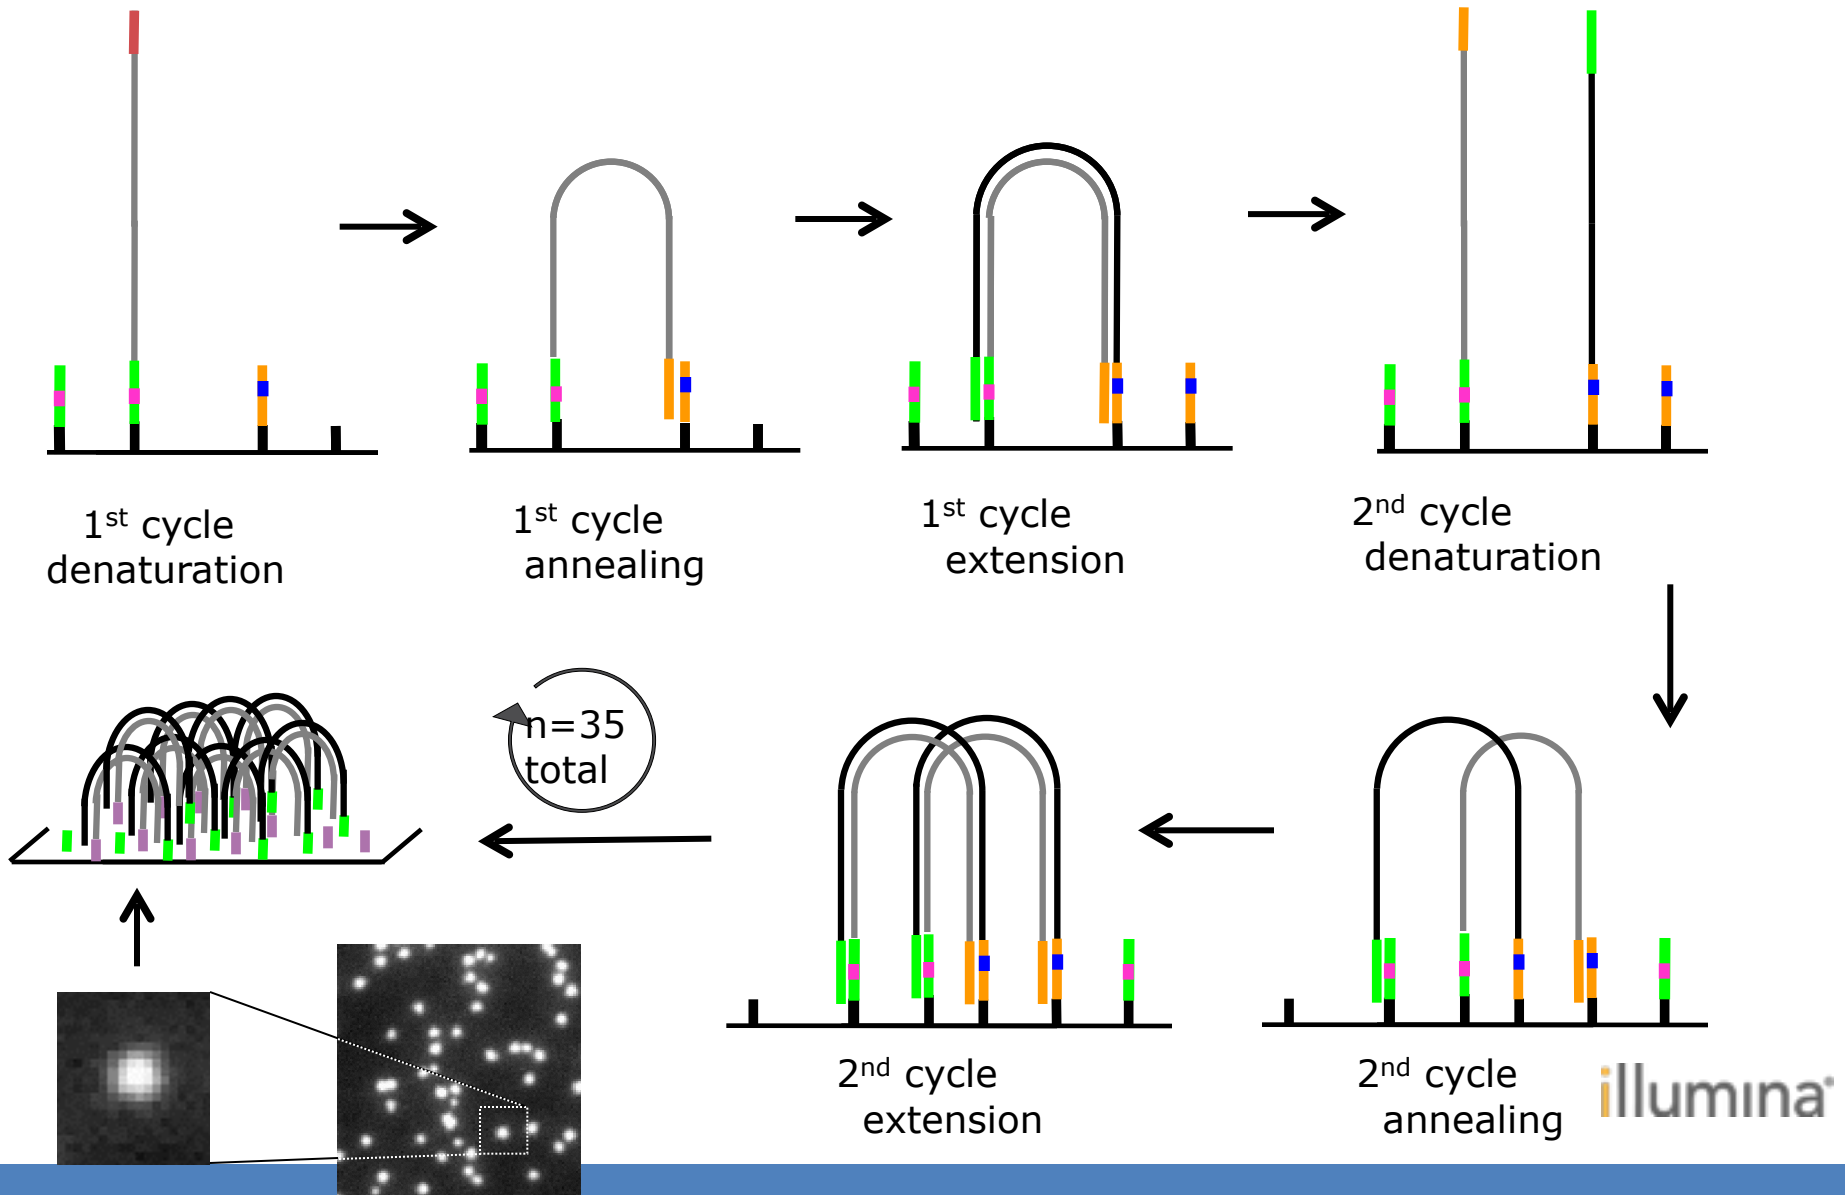 1st cycle
denaturation
1st cycle
annealing
1st cycle
extension
2nd cycle
denaturation
n=35
total
2nd cycle
extension
2nd cycle
annealing
illumina®